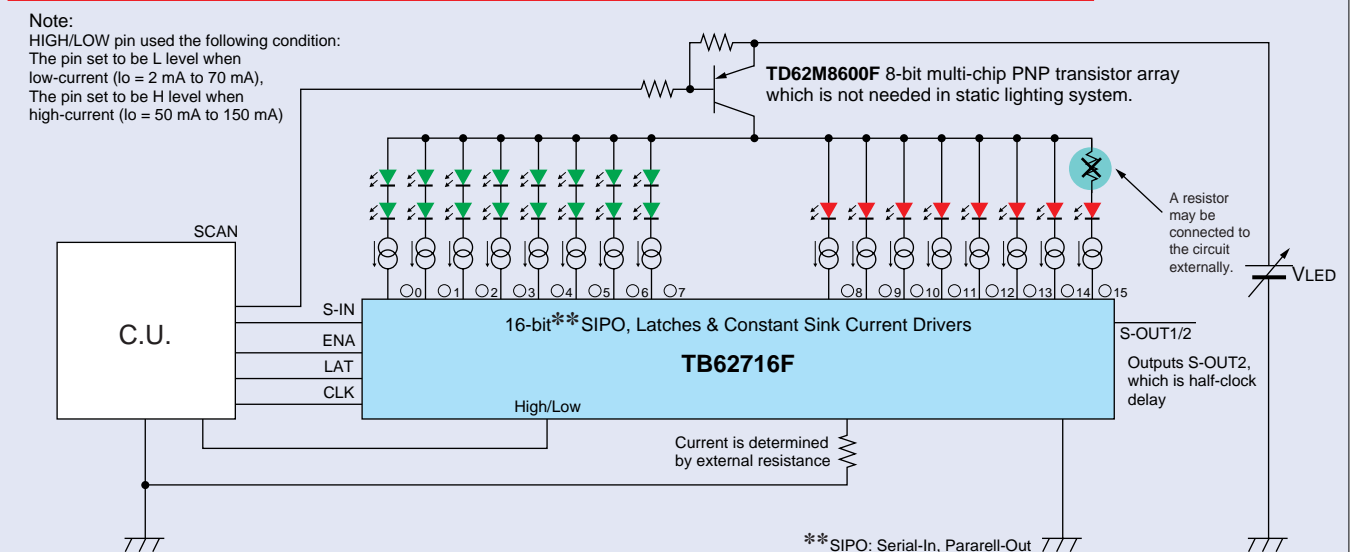 Note:
HIGH/LOW pin used the following condition:
The pin set to be L level when
low-current (Io = 2 mA to 70 mA),
The pin set to be H level when
high-current (Io = 50 mA to 150 mA)
TD62M8600F 8-bit multi-chip PNP transistor array
which is not needed in static lighting system.
A resistor
may be
connected to
the circuit
externally.
VLED
SCAN
C.U.
S-IN
ENA
LAT
CLK
O0 O1 O2 O3 O4 O5 O6 O7 O8 O9 O10 O11 O12 O13 O14 O15
16-bit**SIPO, Latches & Constant Sink Current Drivers
TB62716F
High/Low
S-OUT1/2
Outputs S-OUT2,
which is half-clock
delay
Current is determined
by external resistance
**SIPO: Serial-In, Pararell-Out